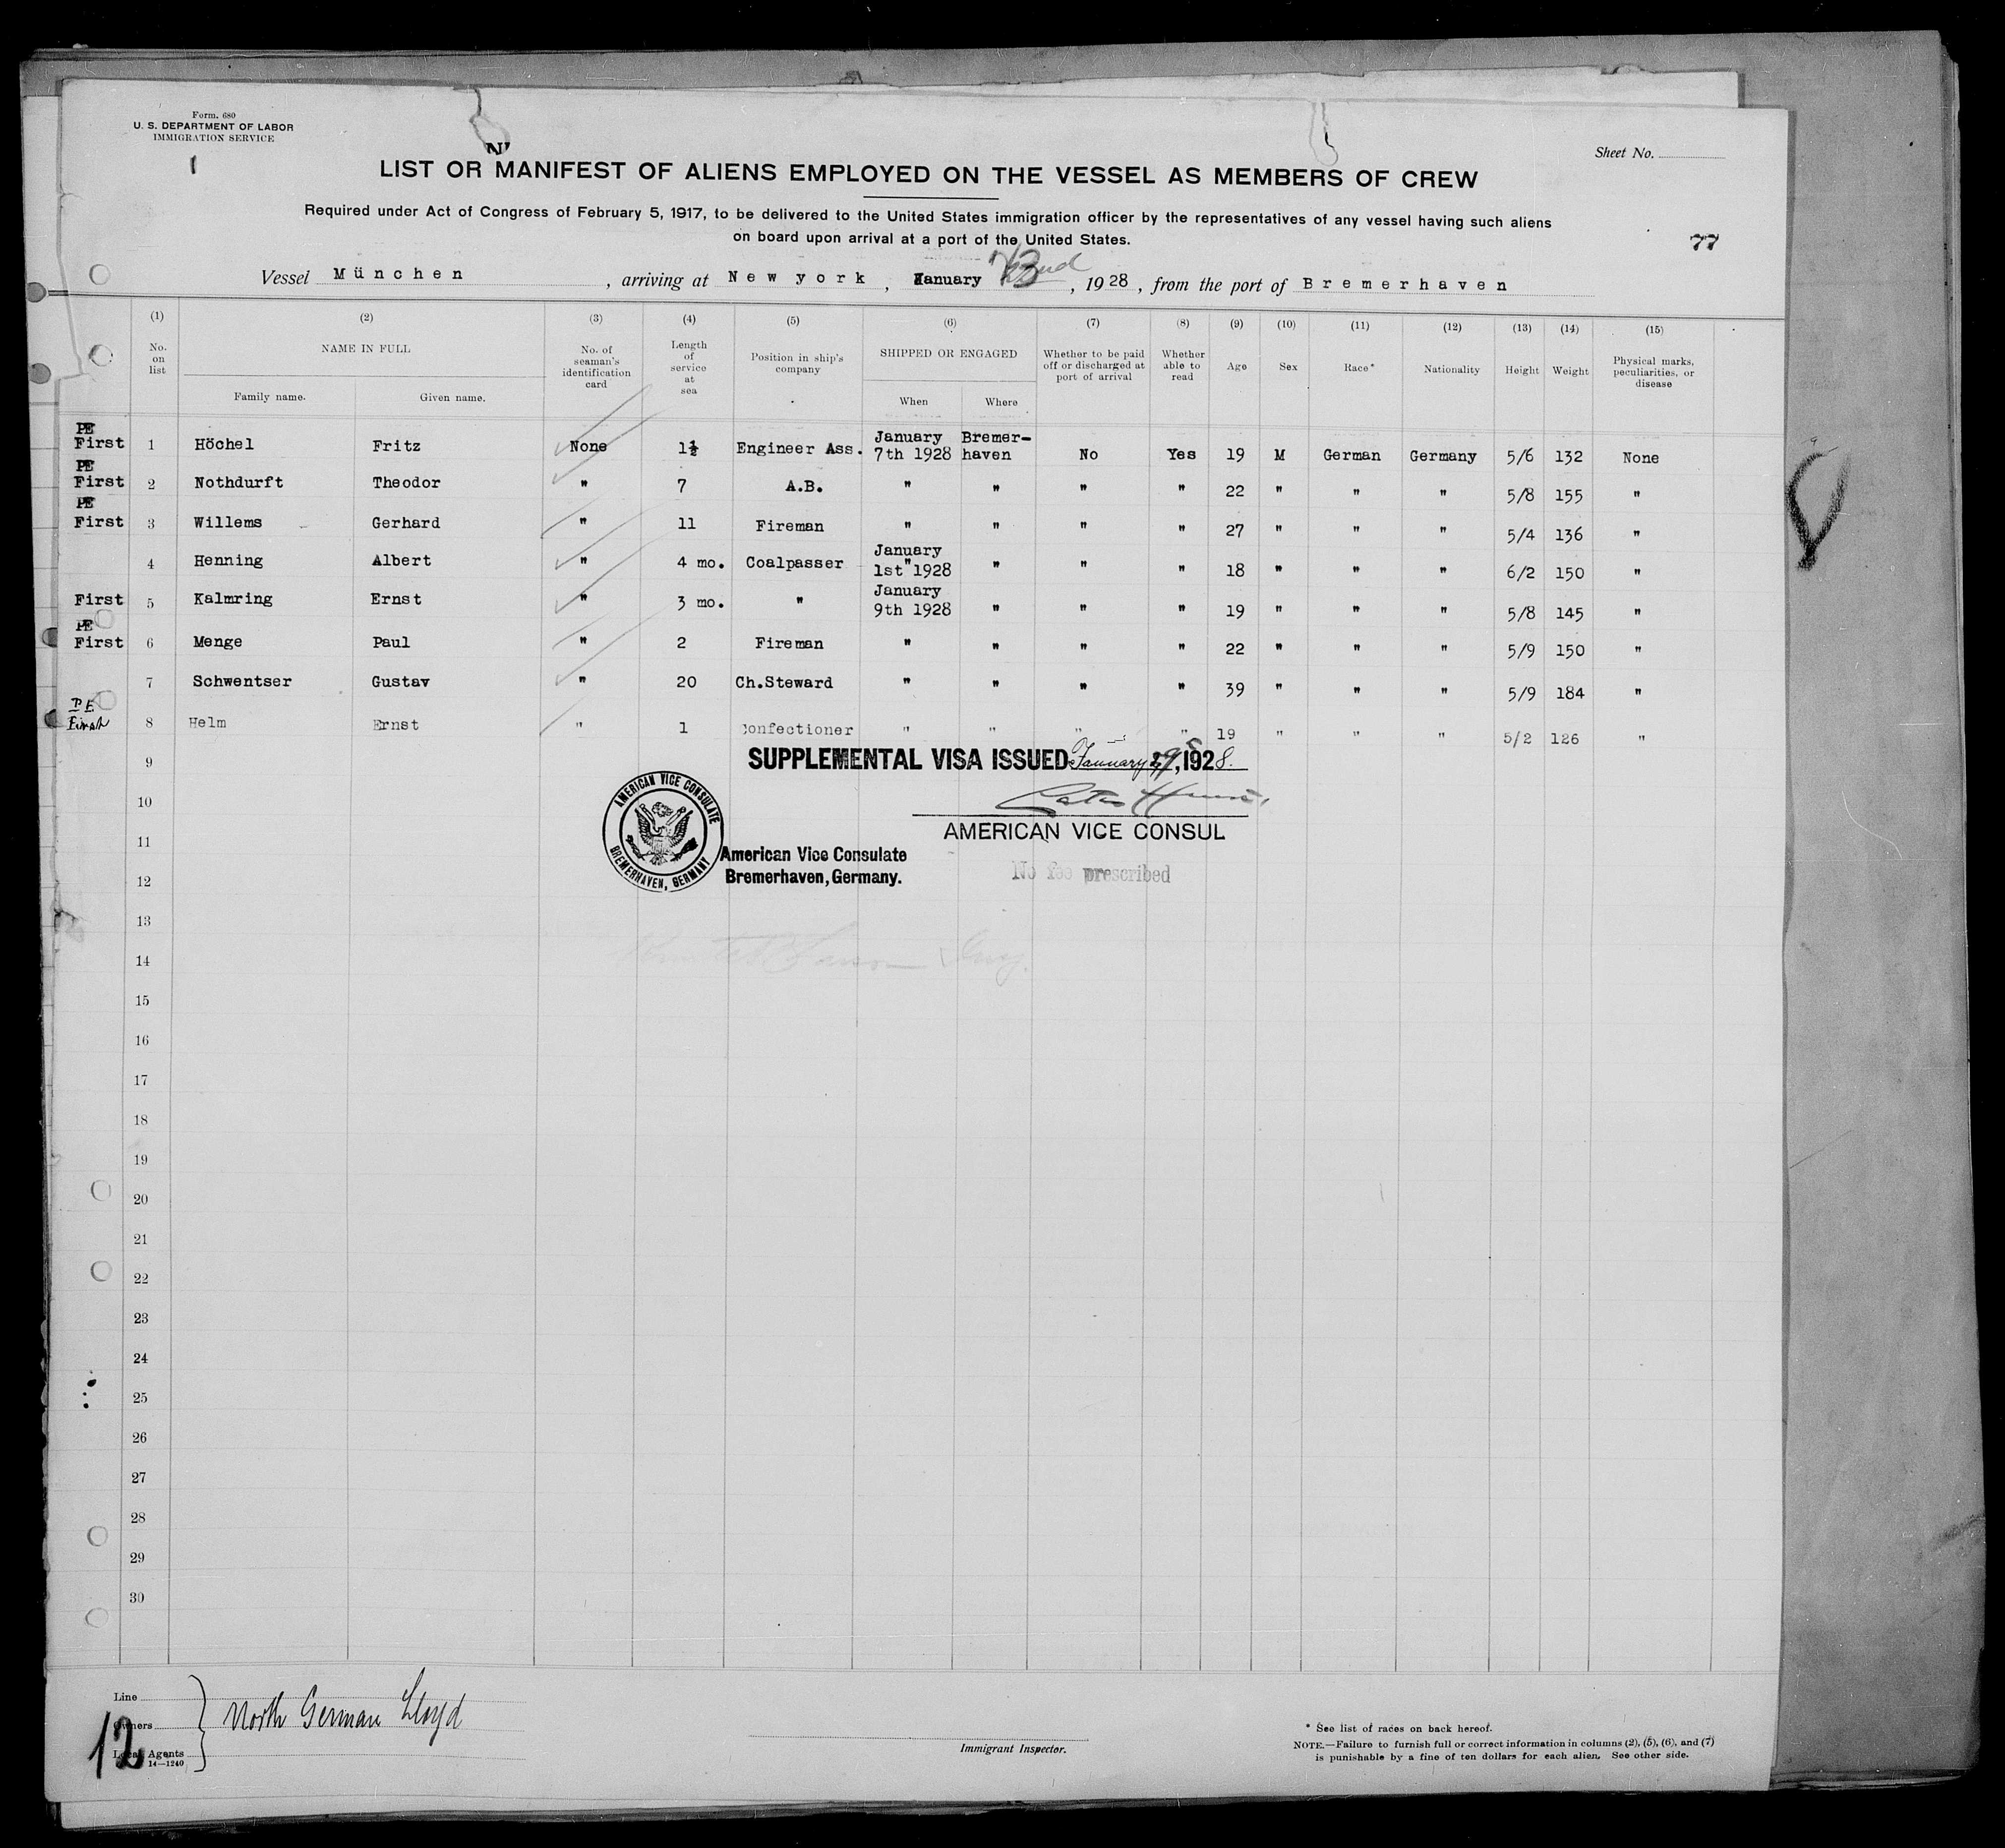 Form. 680
U. S. DEPARTMENT OF LABOR
IMMIGRATION SERVICE
1
Sheet No.
LIST OR MANIFEST OF ALIENS EMPLOYED ON THE VESSEL AS MEMBERS OF CREW
Required under Act of Congress of February 5, 1917, to be delivered to the United States immigration officer by the representatives of any vessel having such aliens
on board upon arrival at a port of the United States.
77
Vessel München, arriving at New york, January 1928, from the port of Bremerhaven
(1) (2) (3) (4) (5) (6) (7) (8) (9) (10) (11) (12) (13) (14) (15)
No. on list NAME IN FULL No. of seaman's identification card Length of service at sea Position in ship's company SHIPPED OR ENGAGED Whether to be paid off or discharged at port of arrival Whether able to read Age Sex Race* Nationality Height Weight Physical marks, peculiarities, or disease
Family name. Given name. When Where
PE First 1 Höchel Fritz None 1½ Engineer Ass. January 7th 1928 Bremer-haven No Yes 19 M German Germany 5/6 132 None
PE First 2 Nothdurft Theodor " 7 A.B. " " " " 22 " " " 5/8 155 "
PE First 3 Willems Gerhard " 11 Fireman " " " " 27 " " " 5/4 136 "
4 Henning Albert " 4 mo. Coalpasser January 1st" 1928 " " " 18 " " " 6/2 150 "
First 5 Kalmring Ernst " 3 mo. " January 9th 1928 " " " 19 " " " 5/8 145 "
PE First 6 Menge Paul " 2 Fireman " " " " 22 " " " 5/9 150 "
7 Schwentser Gustav " 20 Ch.Steward " " " " 39 " " " 5/9 184 "
P.E. First 8 Helm Ernst " 1 Confectioner " " " " 19 " " " 5/2 126 "
9 SUPPLEMENTAL VISA ISSUED January 1928.
10
AMERICAN VICE CONSULATE BREMERHAVEN, GERMANY
11 AMERICAN VICE CONSUL
American Vice Consulate
Bremerhaven, Germany.
12 No fee prescribed
13
14
15
16
17
18
19
20
21
22
23
24
25
26
27
28
29
30
Line
Owners
Local Agents
North German Lloyd
12
14—1240
Immigrant Inspector.
* See list of races on back hereof.
NOTE.—Failure to furnish full or correct information in columns (2), (5), (6), and (7)
is punishable by a fine of ten dollars for each alien. See other side.